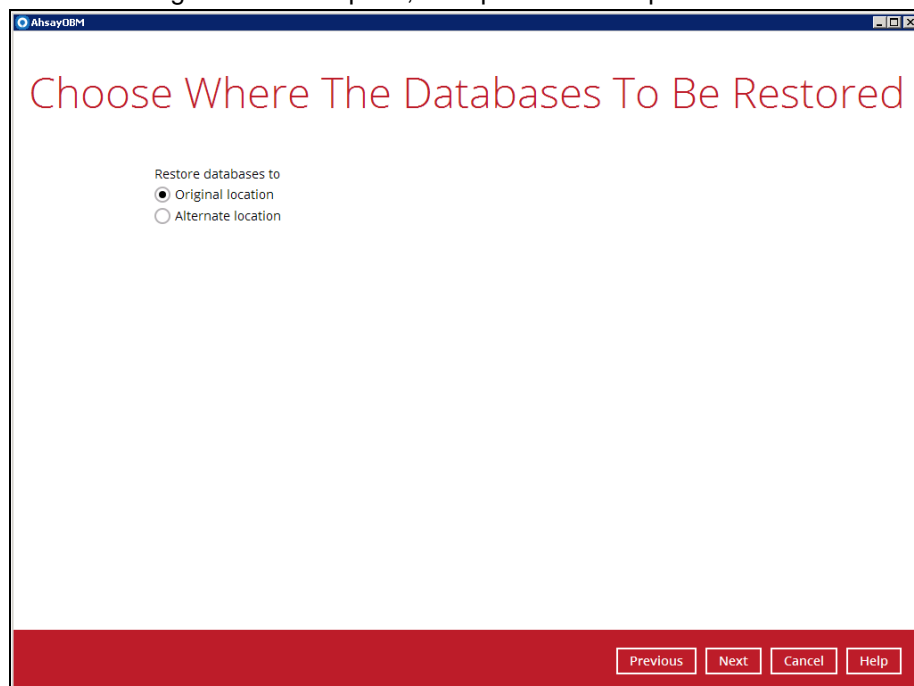 AhsayOBM
Choose Where The Databases To Be Restored
Restore databases to
Original location
Alternate location
Previous Next Cancel Help